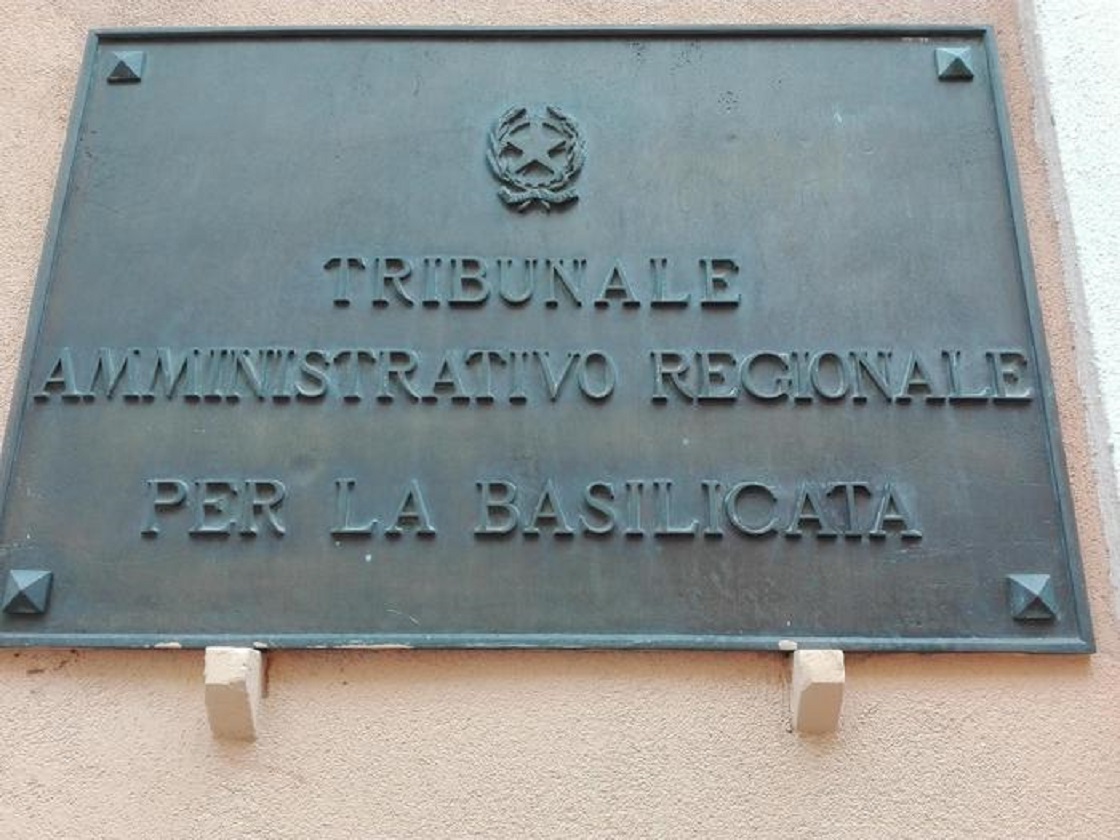 TRIBUNALE
AMMINISTRATIVO REGIONALE
PER LA BASILICATA